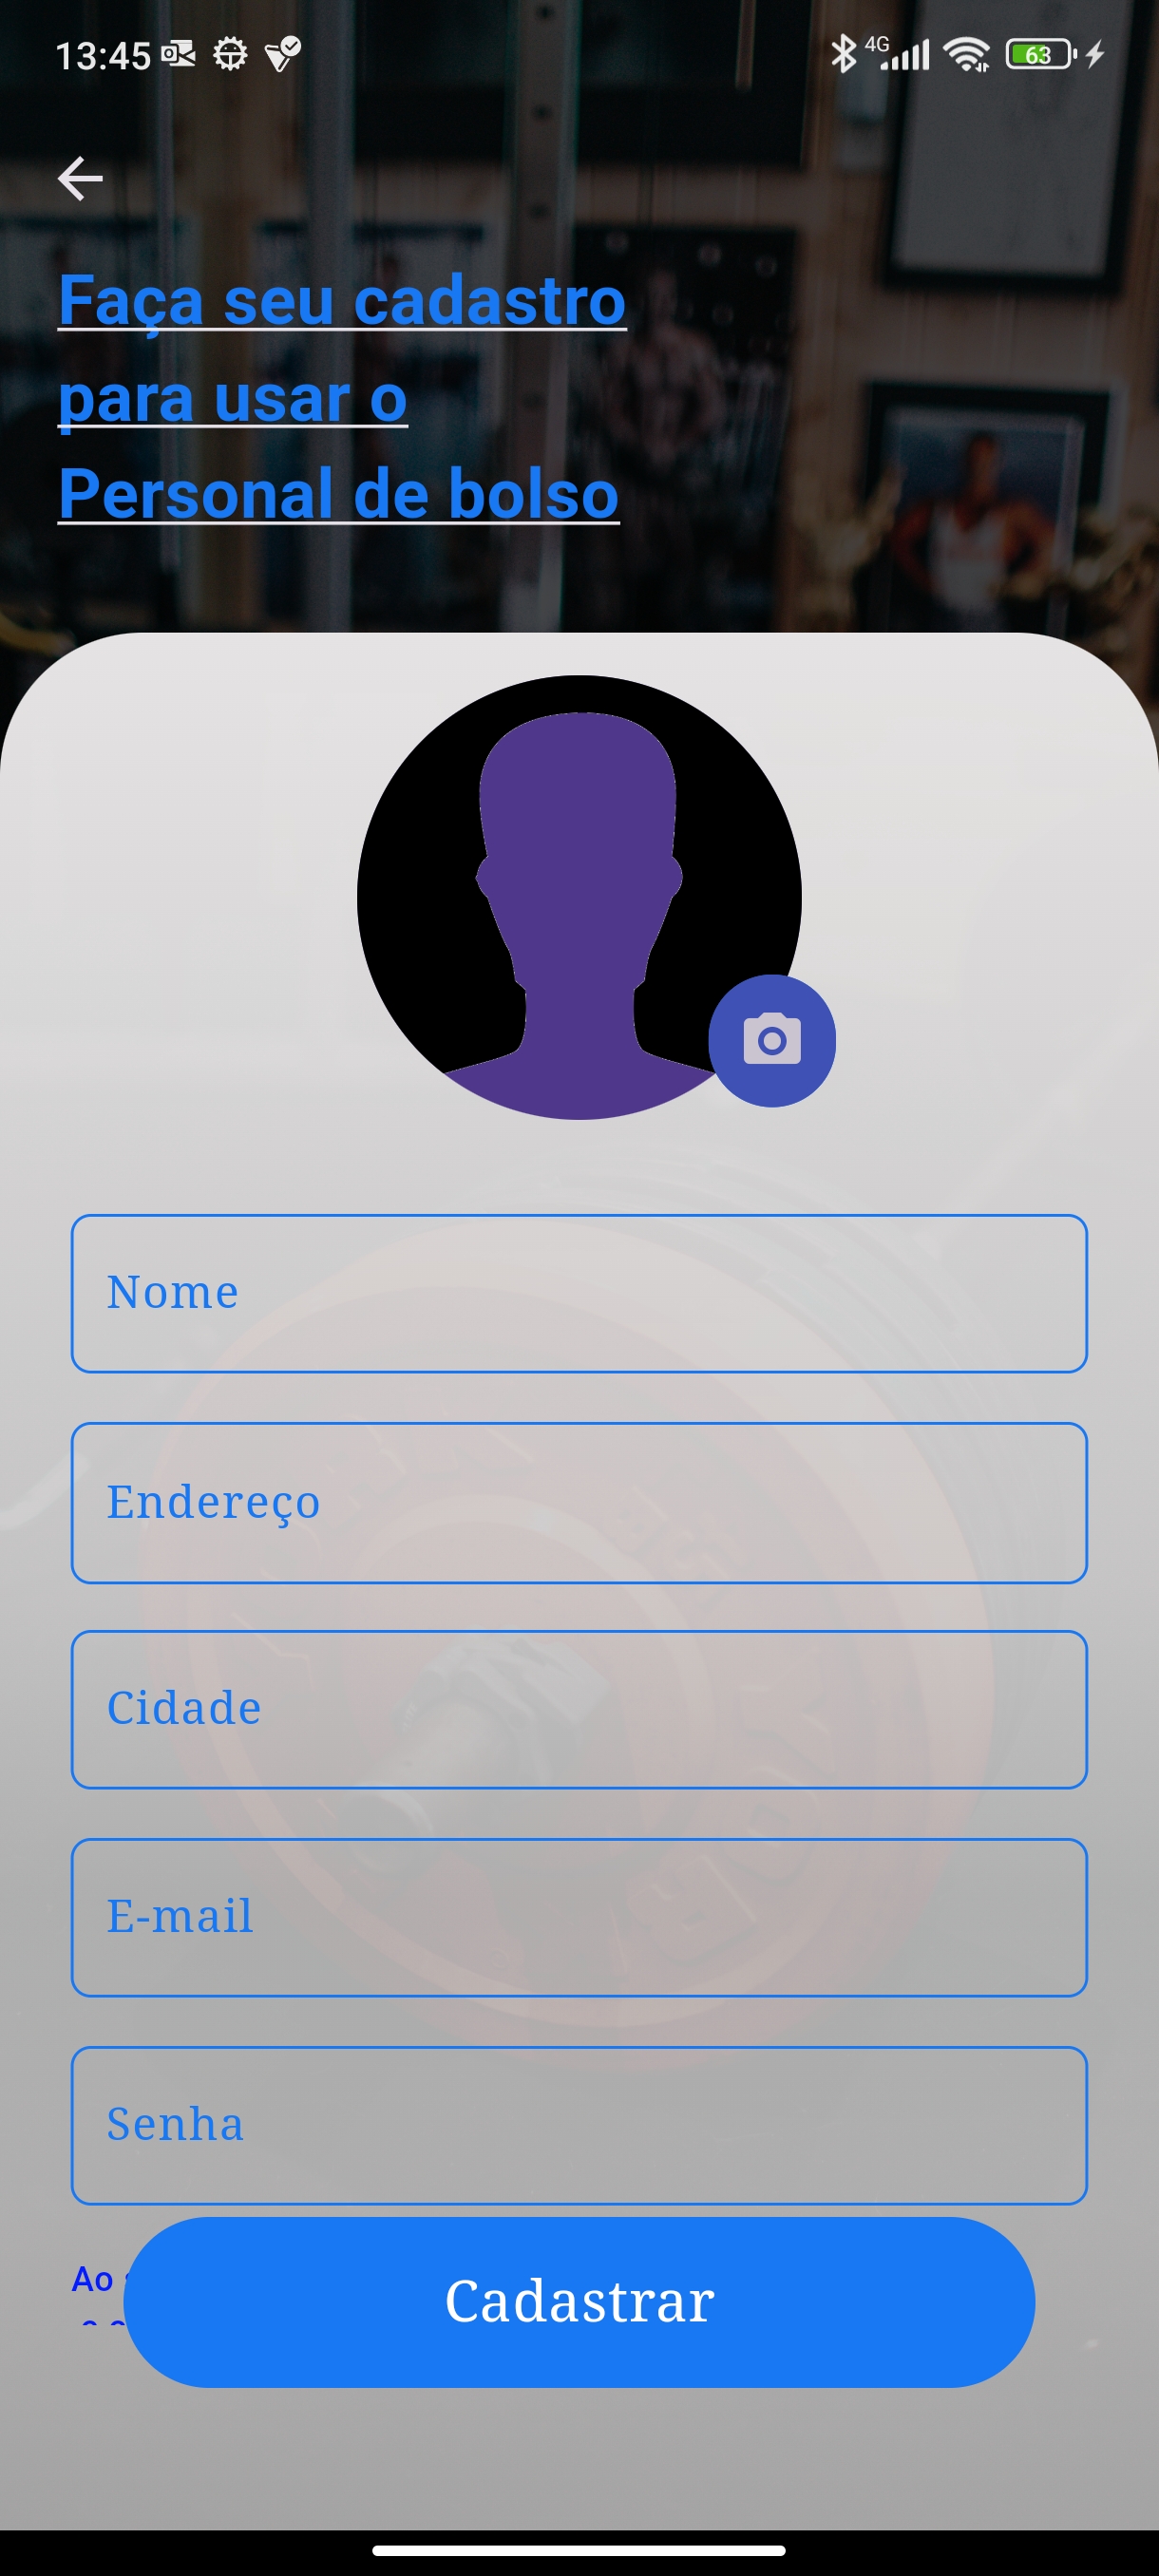 13:45
4G
63
Faça seu cadastro
para usar o
Personal de bolso
Nome
Endereço
Cidade
E-mail
Senha
Ao
Cadastrar